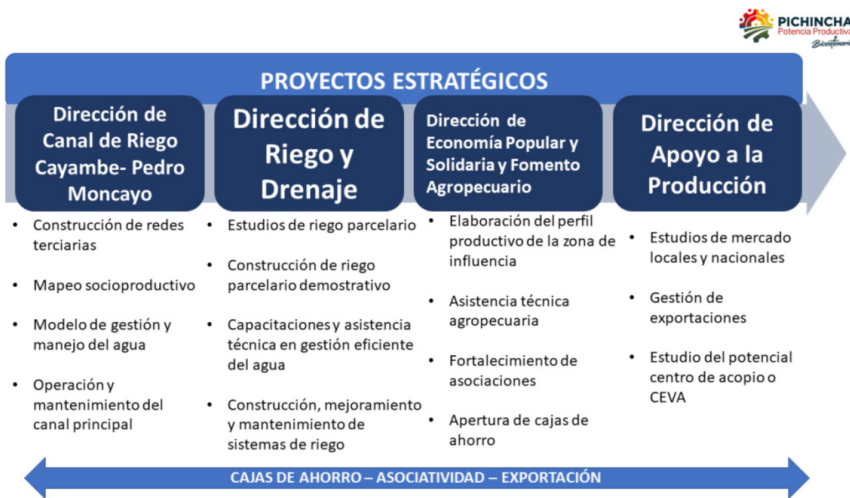 PICHINCHA
Potencia Productiva
Bicentenaria
PROYECTOS ESTRATÉGICOS
Dirección de
Canal de Riego
Cayambe- Pedro
Moncayo
• Construcción de redes
terciarias
• Mapeo socioproductivo
• Modelo de gestión y
manejo del agua
• Operación y
mantenimiento del
canal principal
Dirección de
Riego y
Drenaje
• Estudios de riego parcelario
• Construcción de riego
parcelario demostrativo
• Capacitaciones y asistencia
técnica en gestión eficiente
del agua
• Construcción, mejoramiento
y mantenimiento de
sistemas de riego
Dirección de
Economía Popular y
Solidaria y Fomento
Agropecuario
• Elaboración del perfil
productivo de la zona de
influencia
• Asistencia técnica
agropecuaria
• Fortalecimiento de
asociaciones
• Apertura de cajas de
ahorro
Dirección de
Apoyo a la
Producción
• Estudios de mercado
locales y nacionales
• Gestión de
exportaciones
• Estudio del potencial
centro de acopio o
CEVA
CAJAS DE AHORRO – ASOCIATIVIDAD – EXPORTACIÓN